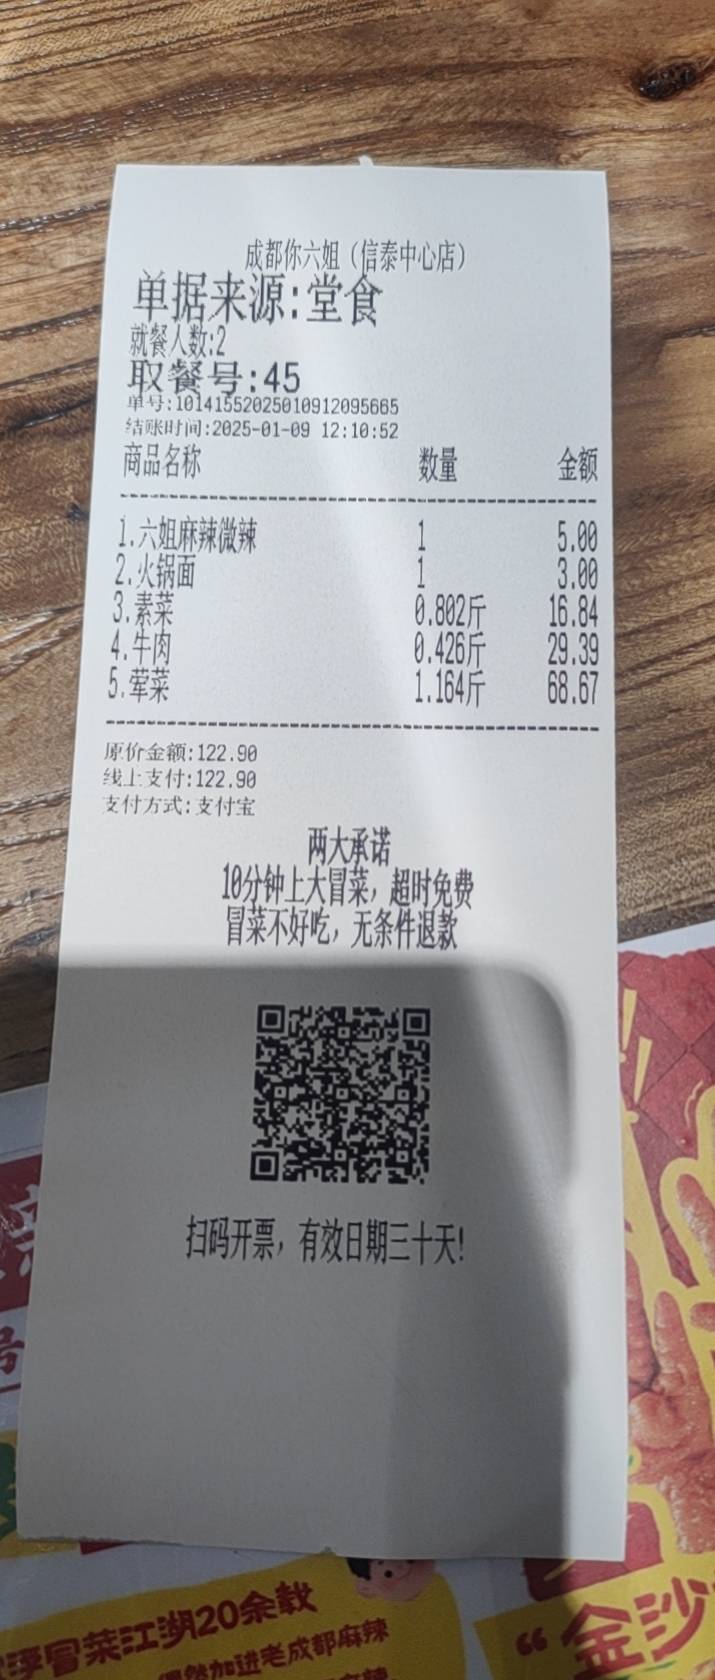 成都你六姐（信泰中心店）
单据来源:堂食
就餐人数:2
取餐号:45
单号:10141552025010912095665
结账时间:2025-01-09 12:10:52
商品名称 数量 金额
1.六姐麻辣微辣 1 5.00
2.火锅面 1 3.00
3.素菜 0.802斤 16.84
4.牛肉 0.426斤 29.39
5.荤菜 1.164斤 68.67
原价金额:122.90
线上支付:122.90
支付方式:支付宝
两大承诺
10分钟上大冒菜，超时免费
冒菜不好吃，无条件退款
扫码开票，有效日期三十天!
号
冒菜江湖20余载
加进老成都麻辣
“金沙